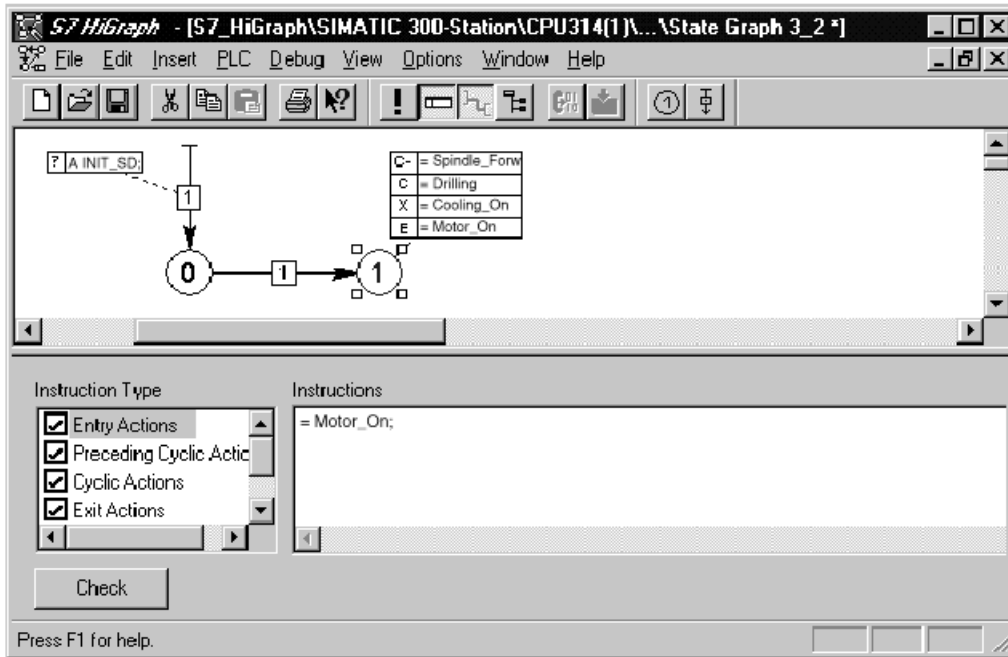 S7 HiGraph - [S7_HiGraph\SIMATIC 300-Station\CPU314(1)\...\State Graph 3_2 *]
File Edit Insert PLC Debug View Options Window Help
? A INIT_SD;
1
C- = Spindle_Forw
C = Drilling
X = Cooling_On
E = Motor_On
0 1 1
Instruction Type
Instructions
Entry Actions
Preceding Cyclic Actic
Cyclic Actions
Exit Actions
= Motor_On;
Check
Press F1 for help.